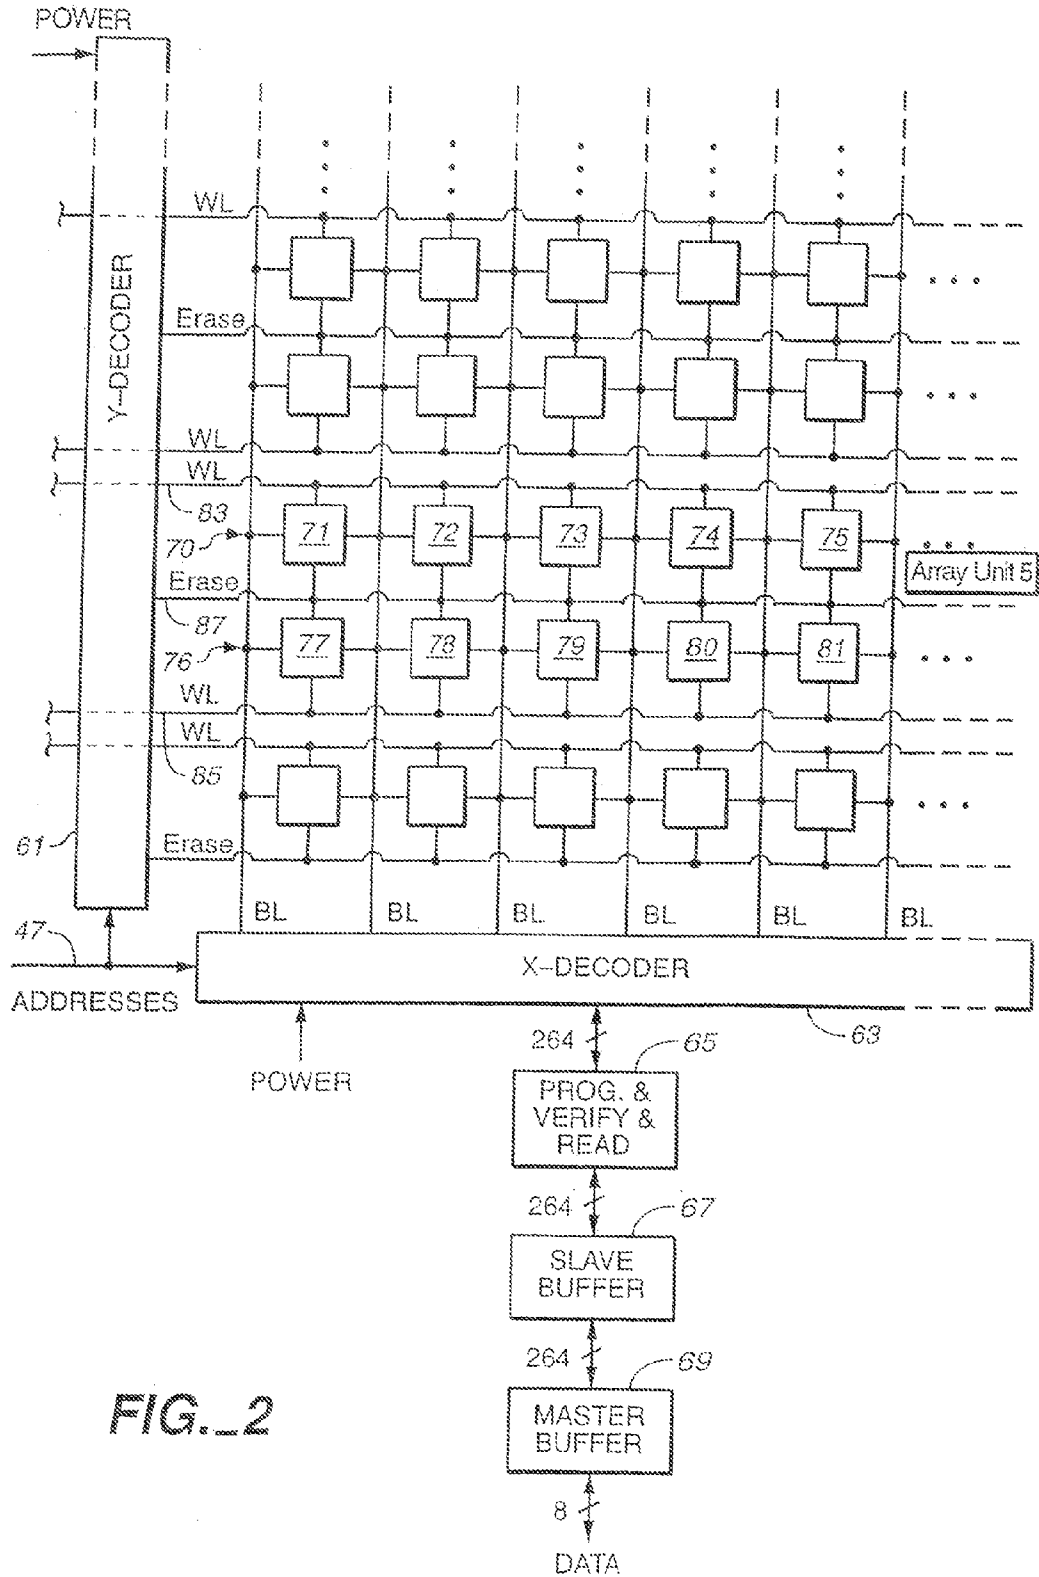 POWER
WL
Y-DECODER
Erase
WL
WL
83
70
71
72
73
74
75
Array Unit 5
Erase
87
76
77
78
79
80
81
WL
WL
85
61
Erase
BL BL BL BL BL BL
47
X-DECODER
ADDRESSES
63
264
65
POWER
PROG. &
VERIFY &
READ
264
67
SLAVE
BUFFER
264
69
MASTER
BUFFER
FIG._2
8
DATA